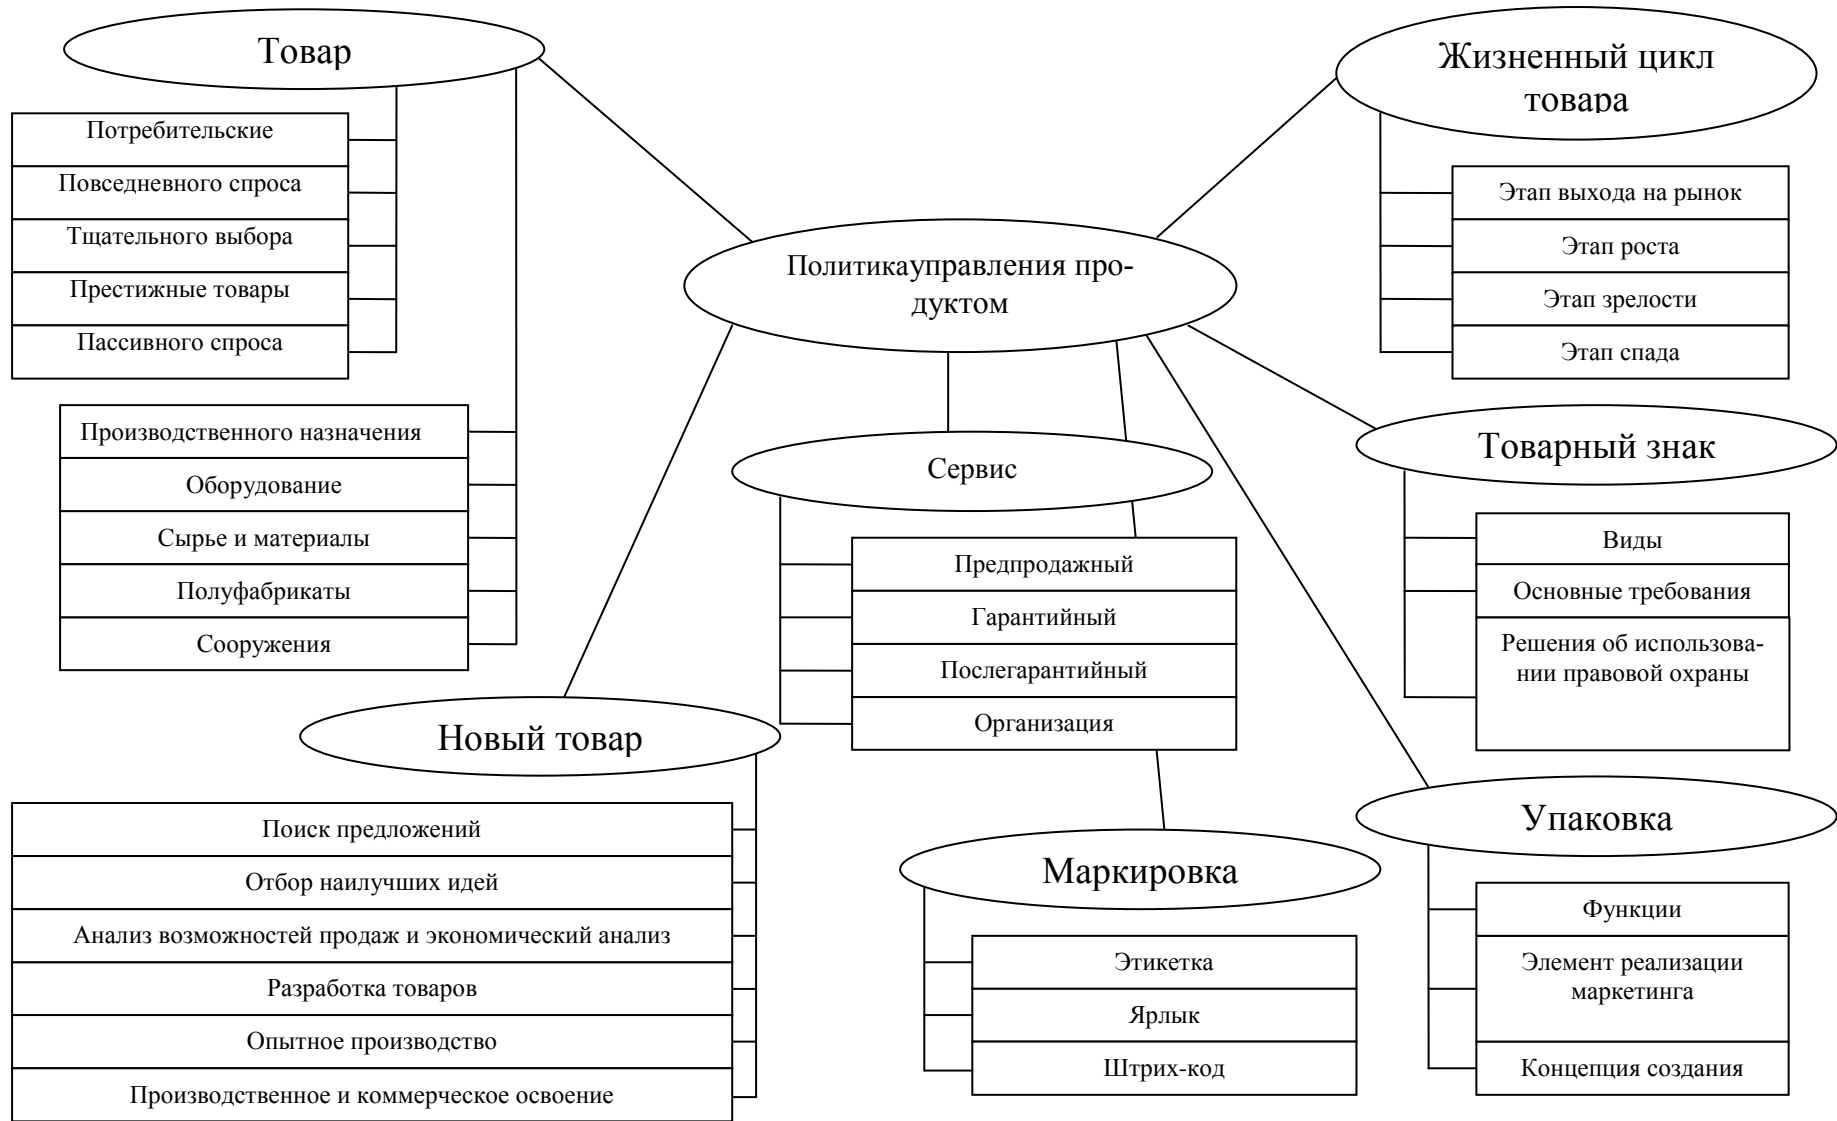 Товар
Потребительские
Повседневного спроса
Тщательного выбора
Престижные товары
Пассивного спроса
Производственного назначения
Оборудование
Сырье и материалы
Полуфабрикаты
Сооружения
Политикауправления про-
дуктом
Жизненный цикл
товара
Этап выхода на рынок
Этап роста
Этап зрелости
Этап спада
Сервис
Предпродажный
Гарантийный
Послегарантийный
Организация
Товарный знак
Виды
Основные требования
Решения об использова-
нии правовой охраны
Новый товар
Поиск предложений
Отбор наилучших идей
Анализ возможностей продаж и экономический анализ
Разработка товаров
Опытное производство
Производственное и коммерческое освоение
Маркировка
Этикетка
Ярлык
Штрих-код
Упаковка
Функции
Элемент реализации
маркетинга
Концепция создания